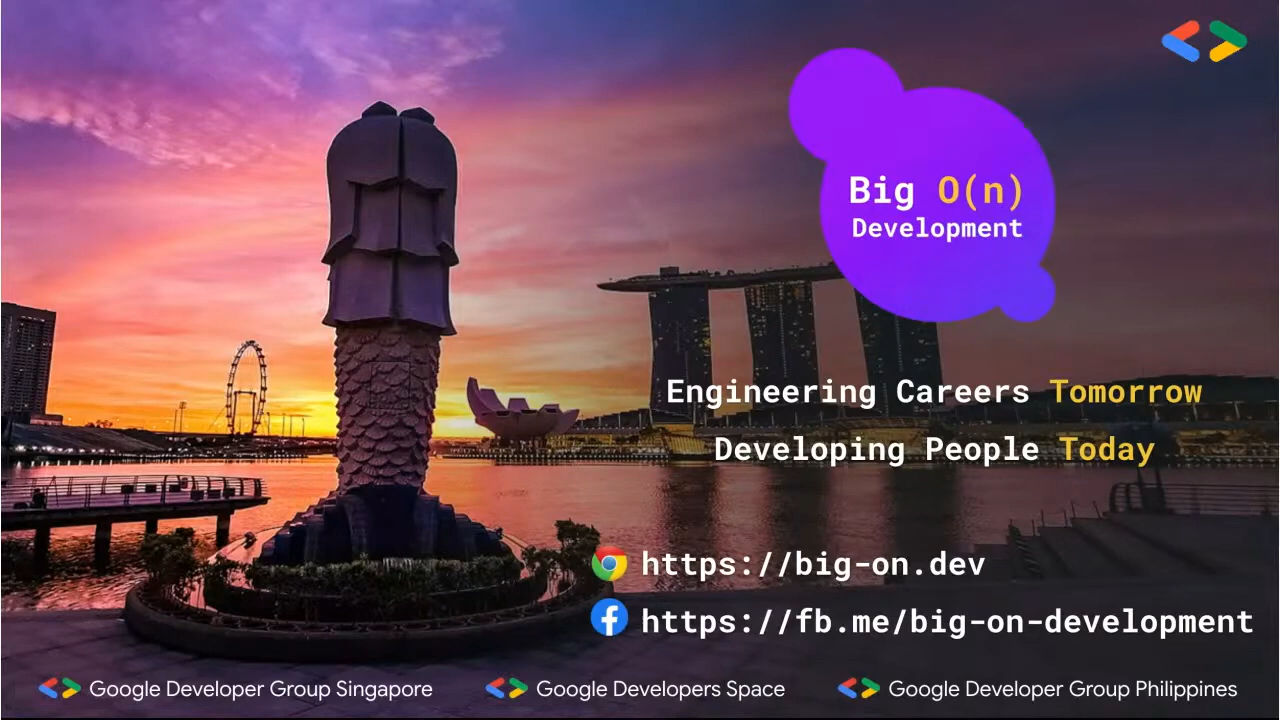 Big O(n)
Development
Engineering Careers Tomorrow
Developing People Today
https://big-on.dev
https://fb.me/big-on-development
Google Developer Group Singapore
Google Developers Space
Google Developer Group Philippines